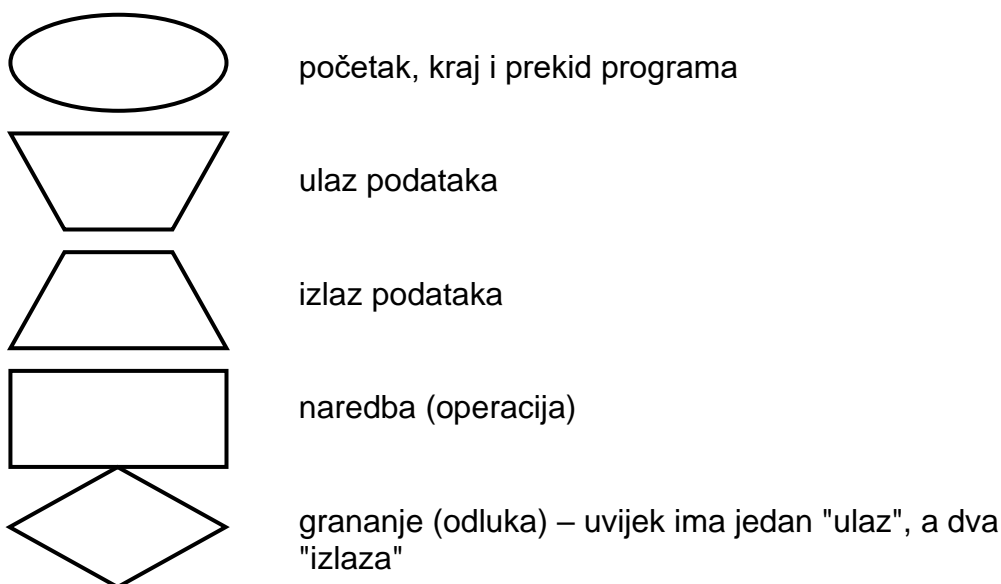 početak, kraj i prekid programa
ulaz podataka
izlaz podataka
naredba (operacija)
grananje (odluka) – uvijek ima jedan "ulaz", a dva
"izlaza"